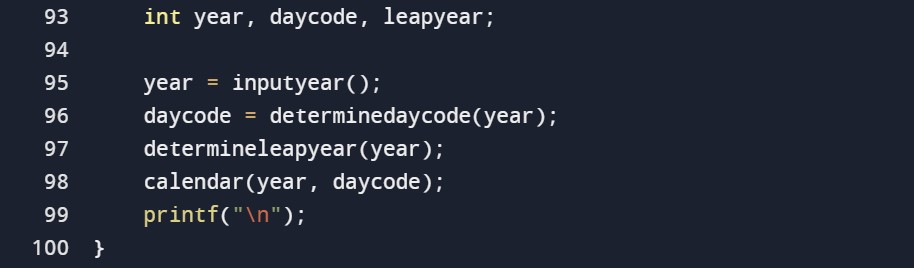 93 int year, daycode, leapyear;
94
95 year = inputyear();
96 daycode = determinedaycode(year);
97 determineleapyear(year);
98 calendar(year, daycode);
99 printf("\n");
100 }